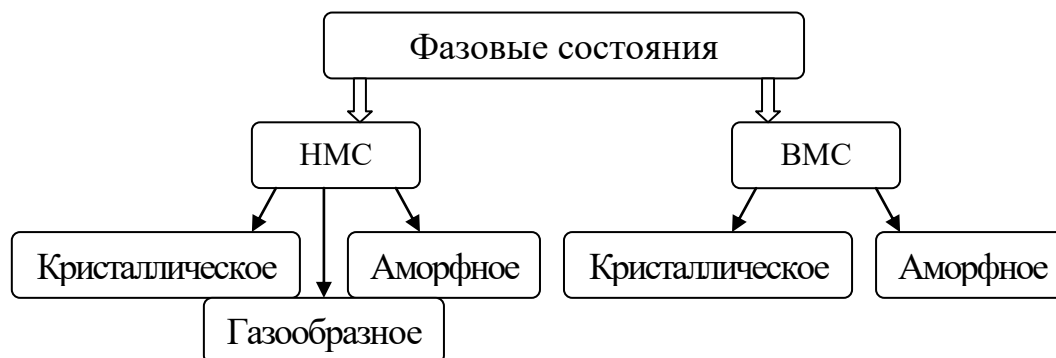 Фазовые состояния
НМС
ВМС
Кристаллическое
Аморфное
Кристаллическое
Аморфное
Газообразное